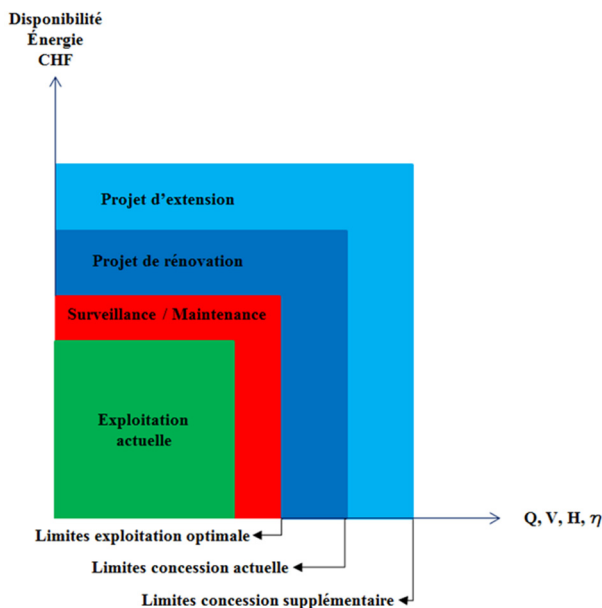 Disponibilité
Énergie
CHF
Projet d'extension
Projet de rénovation
Surveillance / Maintenance
Exploitation
actuelle
Q, V, H, η
Limites exploitation optimale
Limites concession actuelle
Limites concession supplémentaire